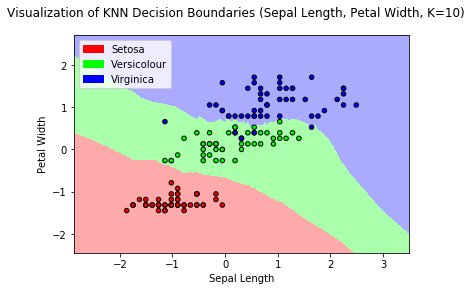 Visualization of KNN Decision Boundaries (Sepal Length, Petal Width, K=10)
Setosa
Versicolour
Virginica
2
1
0
−1
−2
Petal Width
−2 −1 0 1 2 3
Sepal Length